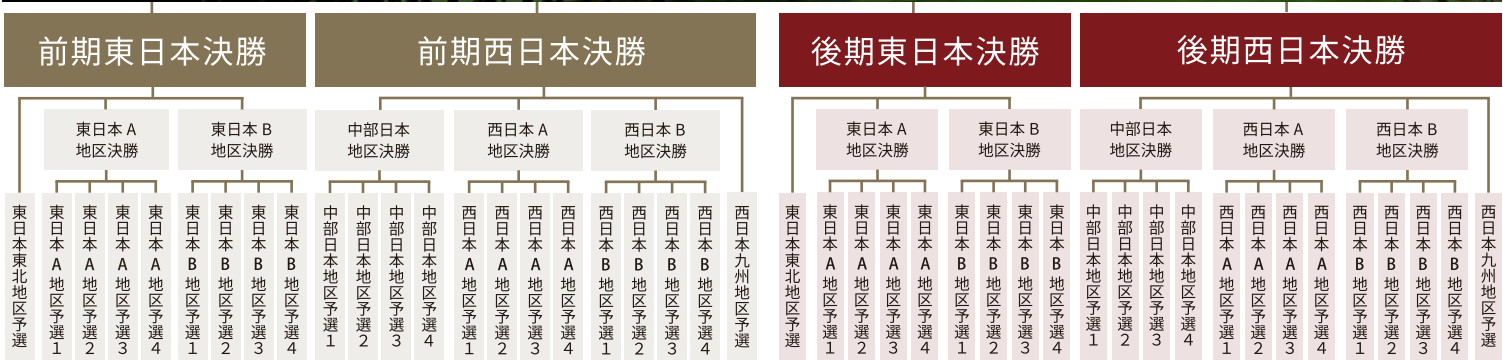 前期東日本決勝
前期西日本決勝
後期東日本決勝
後期西日本決勝
東日本 A
地区決勝
東日本 B
地区決勝
中部日本
地区決勝
西日本 A
地区決勝
西日本 B
地区決勝
東日本 A
地区決勝
東日本 B
地区決勝
中部日本
地区決勝
西日本 A
地区決勝
西日本 B
地区決勝
東日本東北地区予選
東日本A地区予選1
東日本A地区予選2
東日本A地区予選3
東日本A地区予選4
東日本B地区予選1
東日本B地区予選2
東日本B地区予選3
東日本B地区予選4
中部日本地区予選1
中部日本地区予選2
中部日本地区予選3
中部日本地区予選4
西日本A地区予選1
西日本A地区予選2
西日本A地区予選3
西日本A地区予選4
西日本B地区予選1
西日本B地区予選2
西日本B地区予選3
西日本B地区予選4
西日本九州地区予選
東日本東北地区予選
東日本A地区予選1
東日本A地区予選2
東日本A地区予選3
東日本A地区予選4
東日本B地区予選1
東日本B地区予選2
東日本B地区予選3
東日本B地区予選4
中部日本地区予選1
中部日本地区予選2
中部日本地区予選3
中部日本地区予選4
西日本A地区予選1
西日本A地区予選2
西日本A地区予選3
西日本A地区予選4
西日本B地区予選1
西日本B地区予選2
西日本B地区予選3
西日本B地区予選4
西日本九州地区予選